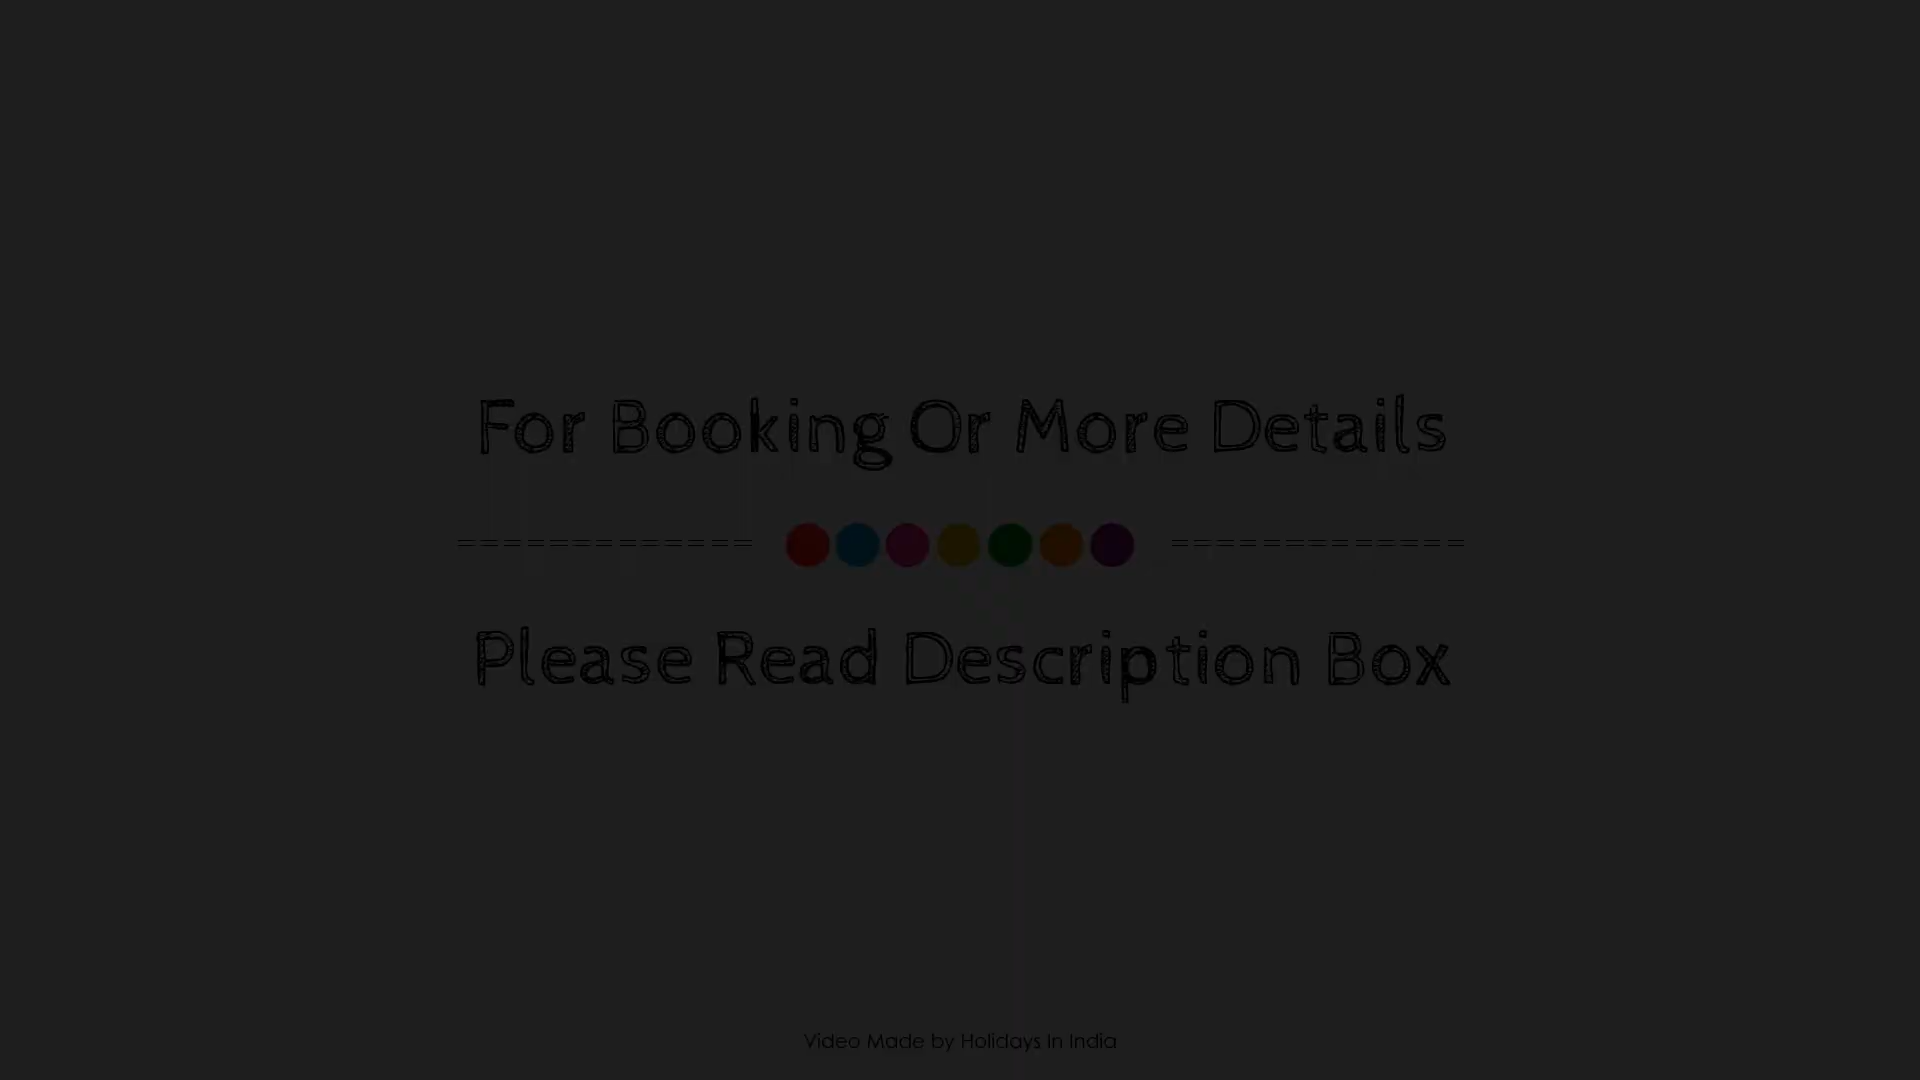 For Booking Or More Details
============= =============
Please Read Description Box
Video Made by Holidays In India